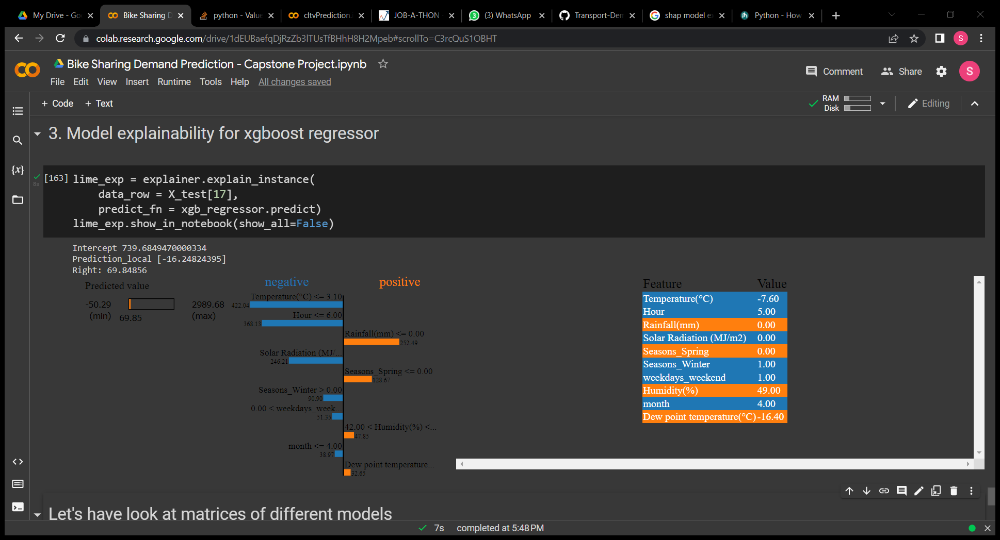 My Drive - Go
Bike Sharing D
python - Value
cltvPrediction.
JOB-A-THON
(3) WhatsApp
Transport-Den
shap model e
Python - How
colab.research.google.com/drive/1dEUBaefqDjRzZb3lTUsTfBHhH8H2Mpeb#scrollTo=C3rcQuS1OBHT
S
Bike Sharing Demand Prediction - Capstone Project.ipynb
File Edit View Insert Runtime Tools Help All changes saved
Comment
Share
S
+ Code + Text
RAM
Disk
Editing
3. Model explainability for xgboost regressor
{x}
8s
[163] lime_exp = explainer.explain_instance(
data_row = X_test[17],
predict_fn = xgb_regressor.predict)
lime_exp.show_in_notebook(show_all=False)
Intercept 739.6849470000334
Prediction_local [-16.24824395]
Right: 69.84856
Predicted value
-50.29
(min)
69.85
2989.68
(max)
negative positive
Temperature(°C) <= 3.10
422.04
Hour <= 6.00
368.13
Rainfall(mm) <= 0.00
252.49
Solar Radiation (MJ/...
246.21
Seasons_Spring <= 0.00
128.67
Seasons_Winter > 0.00
90.90
0.00 < weekdays_week...
51.35
42.00 < Humidity(%) <...
47.85
month <= 4.00
38.97
Dew point temperature...
32.65
Feature Value
Temperature(°C) -7.60
Hour 5.00
Rainfall(mm) 0.00
Solar Radiation (MJ/m2) 0.00
Seasons_Spring 0.00
Seasons_Winter 1.00
weekdays_weekend 1.00
Humidity(%) 49.00
month 4.00
Dew point temperature(°C) -16.40
Let's have look at matrices of different models
7s completed at 5:48 PM